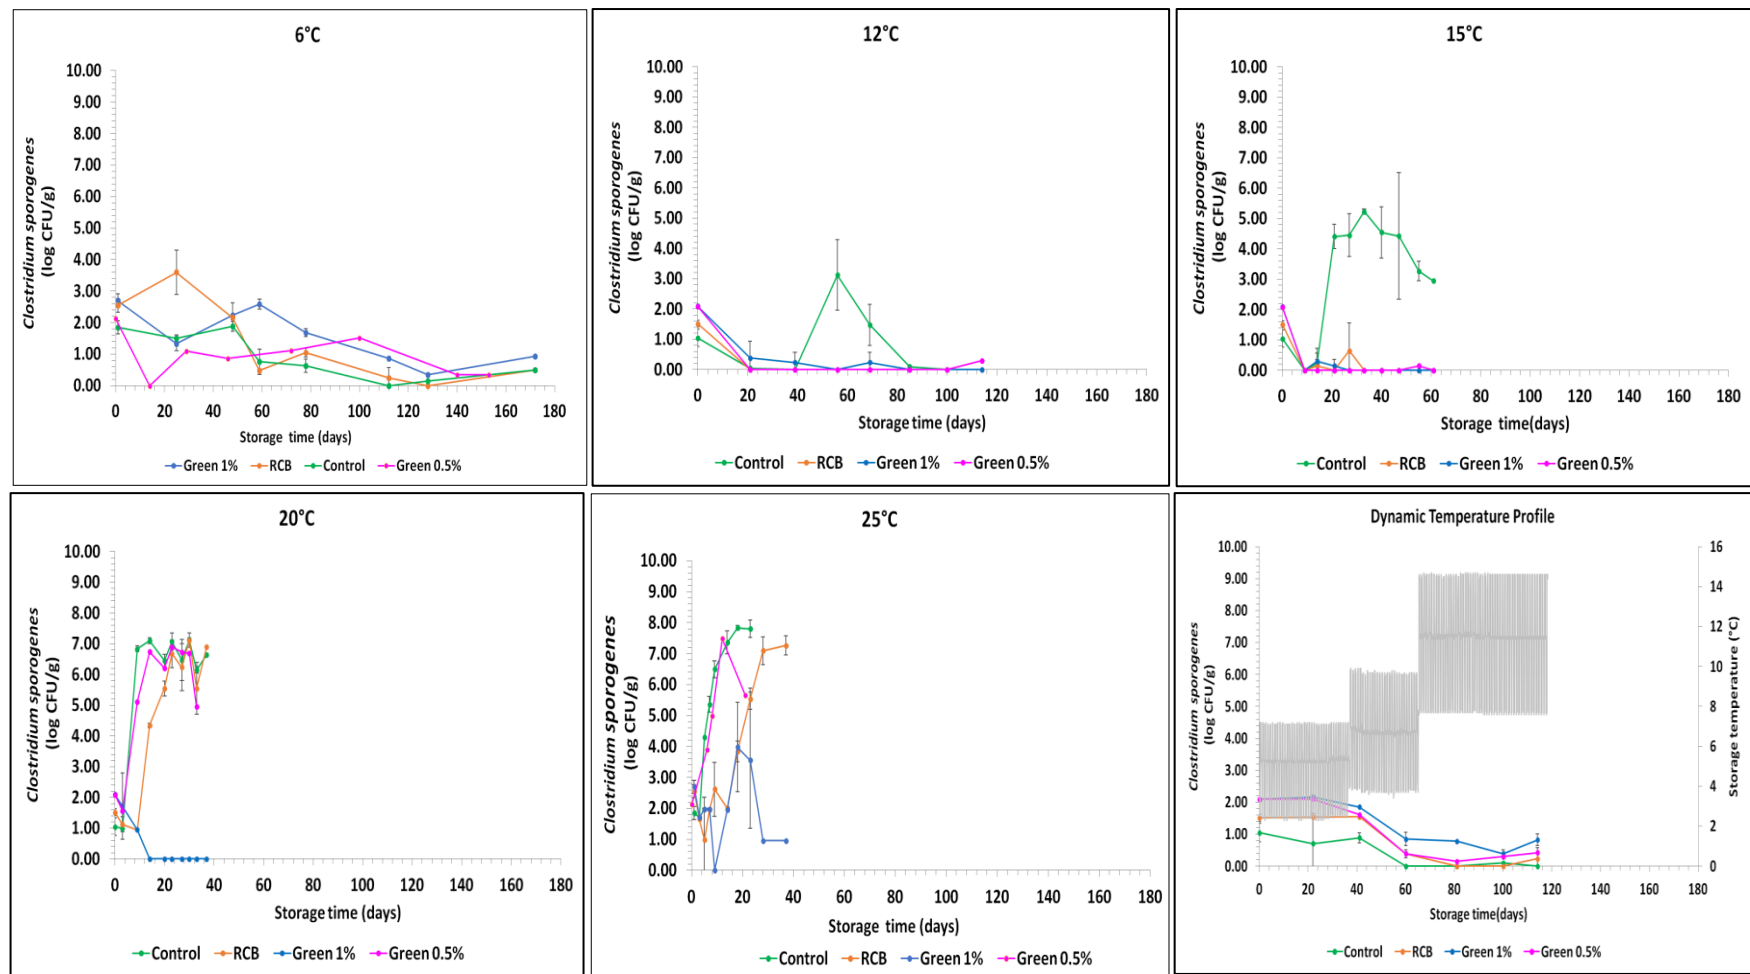 6°C
10.00
9.00
8.00
7.00
6.00
5.00
4.00
3.00
2.00
1.00
0.00
Clostridium sporogenes
(log CFU/g)
0 20 40 60 80 100 120 140 160 180
Storage time (days)
Green 1% RCB Control Green 0.5%
12°C
10.00
9.00
8.00
7.00
6.00
5.00
4.00
3.00
2.00
1.00
0.00
Clostridium sporogenes
(log CFU/g)
0 20 40 60 80 100 120 140 160 180
Storage time (days)
Control RCB Green 1% Green 0.5%
15°C
10.00
9.00
8.00
7.00
6.00
5.00
4.00
3.00
2.00
1.00
0.00
Clostridium sporogenes
(log CFU/g)
0 20 40 60 80 100 120 140 160 180
Storage time(days)
Control RCB Green 1% Green 0.5%
20°C
10.00
9.00
8.00
7.00
6.00
5.00
4.00
3.00
2.00
1.00
0.00
Clostridium sporogenes
(log CFU/g)
0 20 40 60 80 100 120 140 160 180
Storage time (days)
Control RCB Green 1% Green 0.5%
25°C
10.00
9.00
8.00
7.00
6.00
5.00
4.00
3.00
2.00
1.00
0.00
Clostridium sporogenes
(log CFU/g)
0 20 40 60 80 100 120 140 160 180
Storage time (days)
Control RCB Green 1% Green 0.5%
Dynamic Temperature Profile
10.00
9.00
8.00
7.00
6.00
5.00
4.00
3.00
2.00
1.00
0.00
Clostridium sporogenes
(log CFU/g)
16
14
12
10
8
6
4
2
0
Storage temperature (°C)
0 20 40 60 80 100 120 140 160 180
Storage time(days)
Control RCB Green 1% Green 0.5%